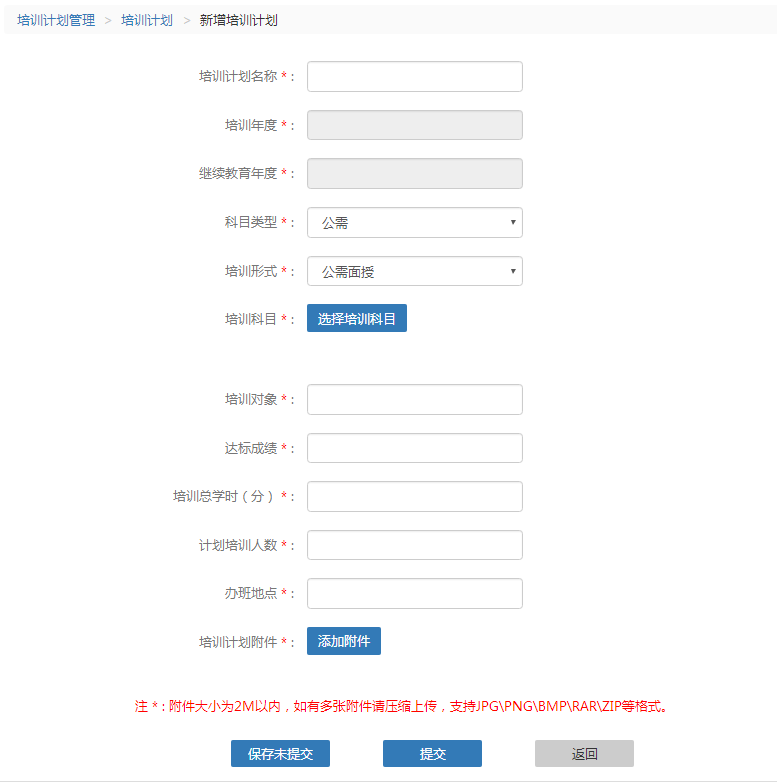 培训计划管理 > 培训计划 > 新增培训计划
培训计划名称 * :
培训年度 * :
继续教育年度 * :
科目类型 * : 公需
培训形式 * : 公需面授
培训科目 * : 选择培训科目
培训对象 * :
达标成绩 * :
培训总学时（分） * :
计划培训人数 * :
办班地点 * :
培训计划附件 * : 添加附件
注 * : 附件大小为2M以内，如有多张附件请压缩上传，支持JPG\PNG\BMP\RAR\ZIP等格式。
保存未提交 提交 返回